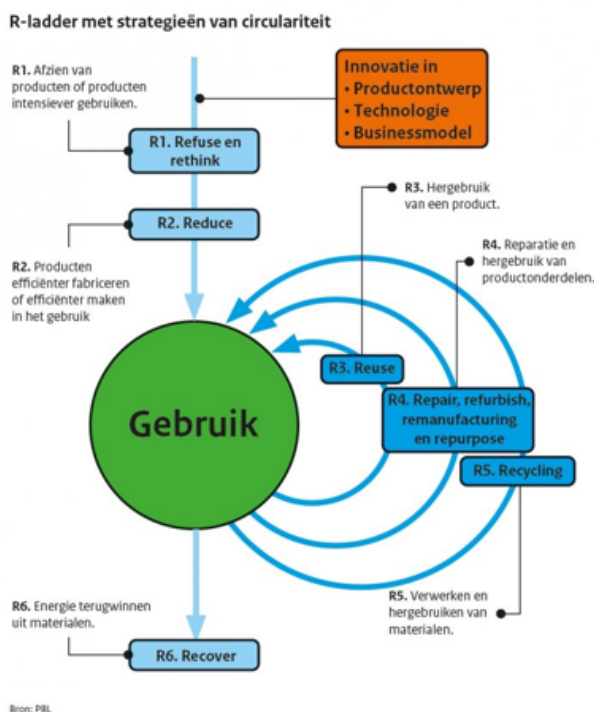 R-ladder met strategieën van circulariteit
R1. Afzien van
producten of producten
intensiever gebruiken.
Innovatie in
• Productontwerp
• Technologie
• Businessmodel
R1. Refuse en
rethink
R3. Hergebruik
van een product.
R2. Reduce
R4. Reparatie en
hergebruik van
productonderdelen.
R2. Producten
efficiënter fabriceren
of efficiënter maken
in het gebruik
R3. Reuse
R4. Repair, refurbish,
remanufacturing
en repurpose
Gebruik
R5. Recycling
R6. Energie terugwinnen
uit materialen.
R5. Verwerken en
hergebruiken van
materialen.
R6. Recover
Bron: PBL